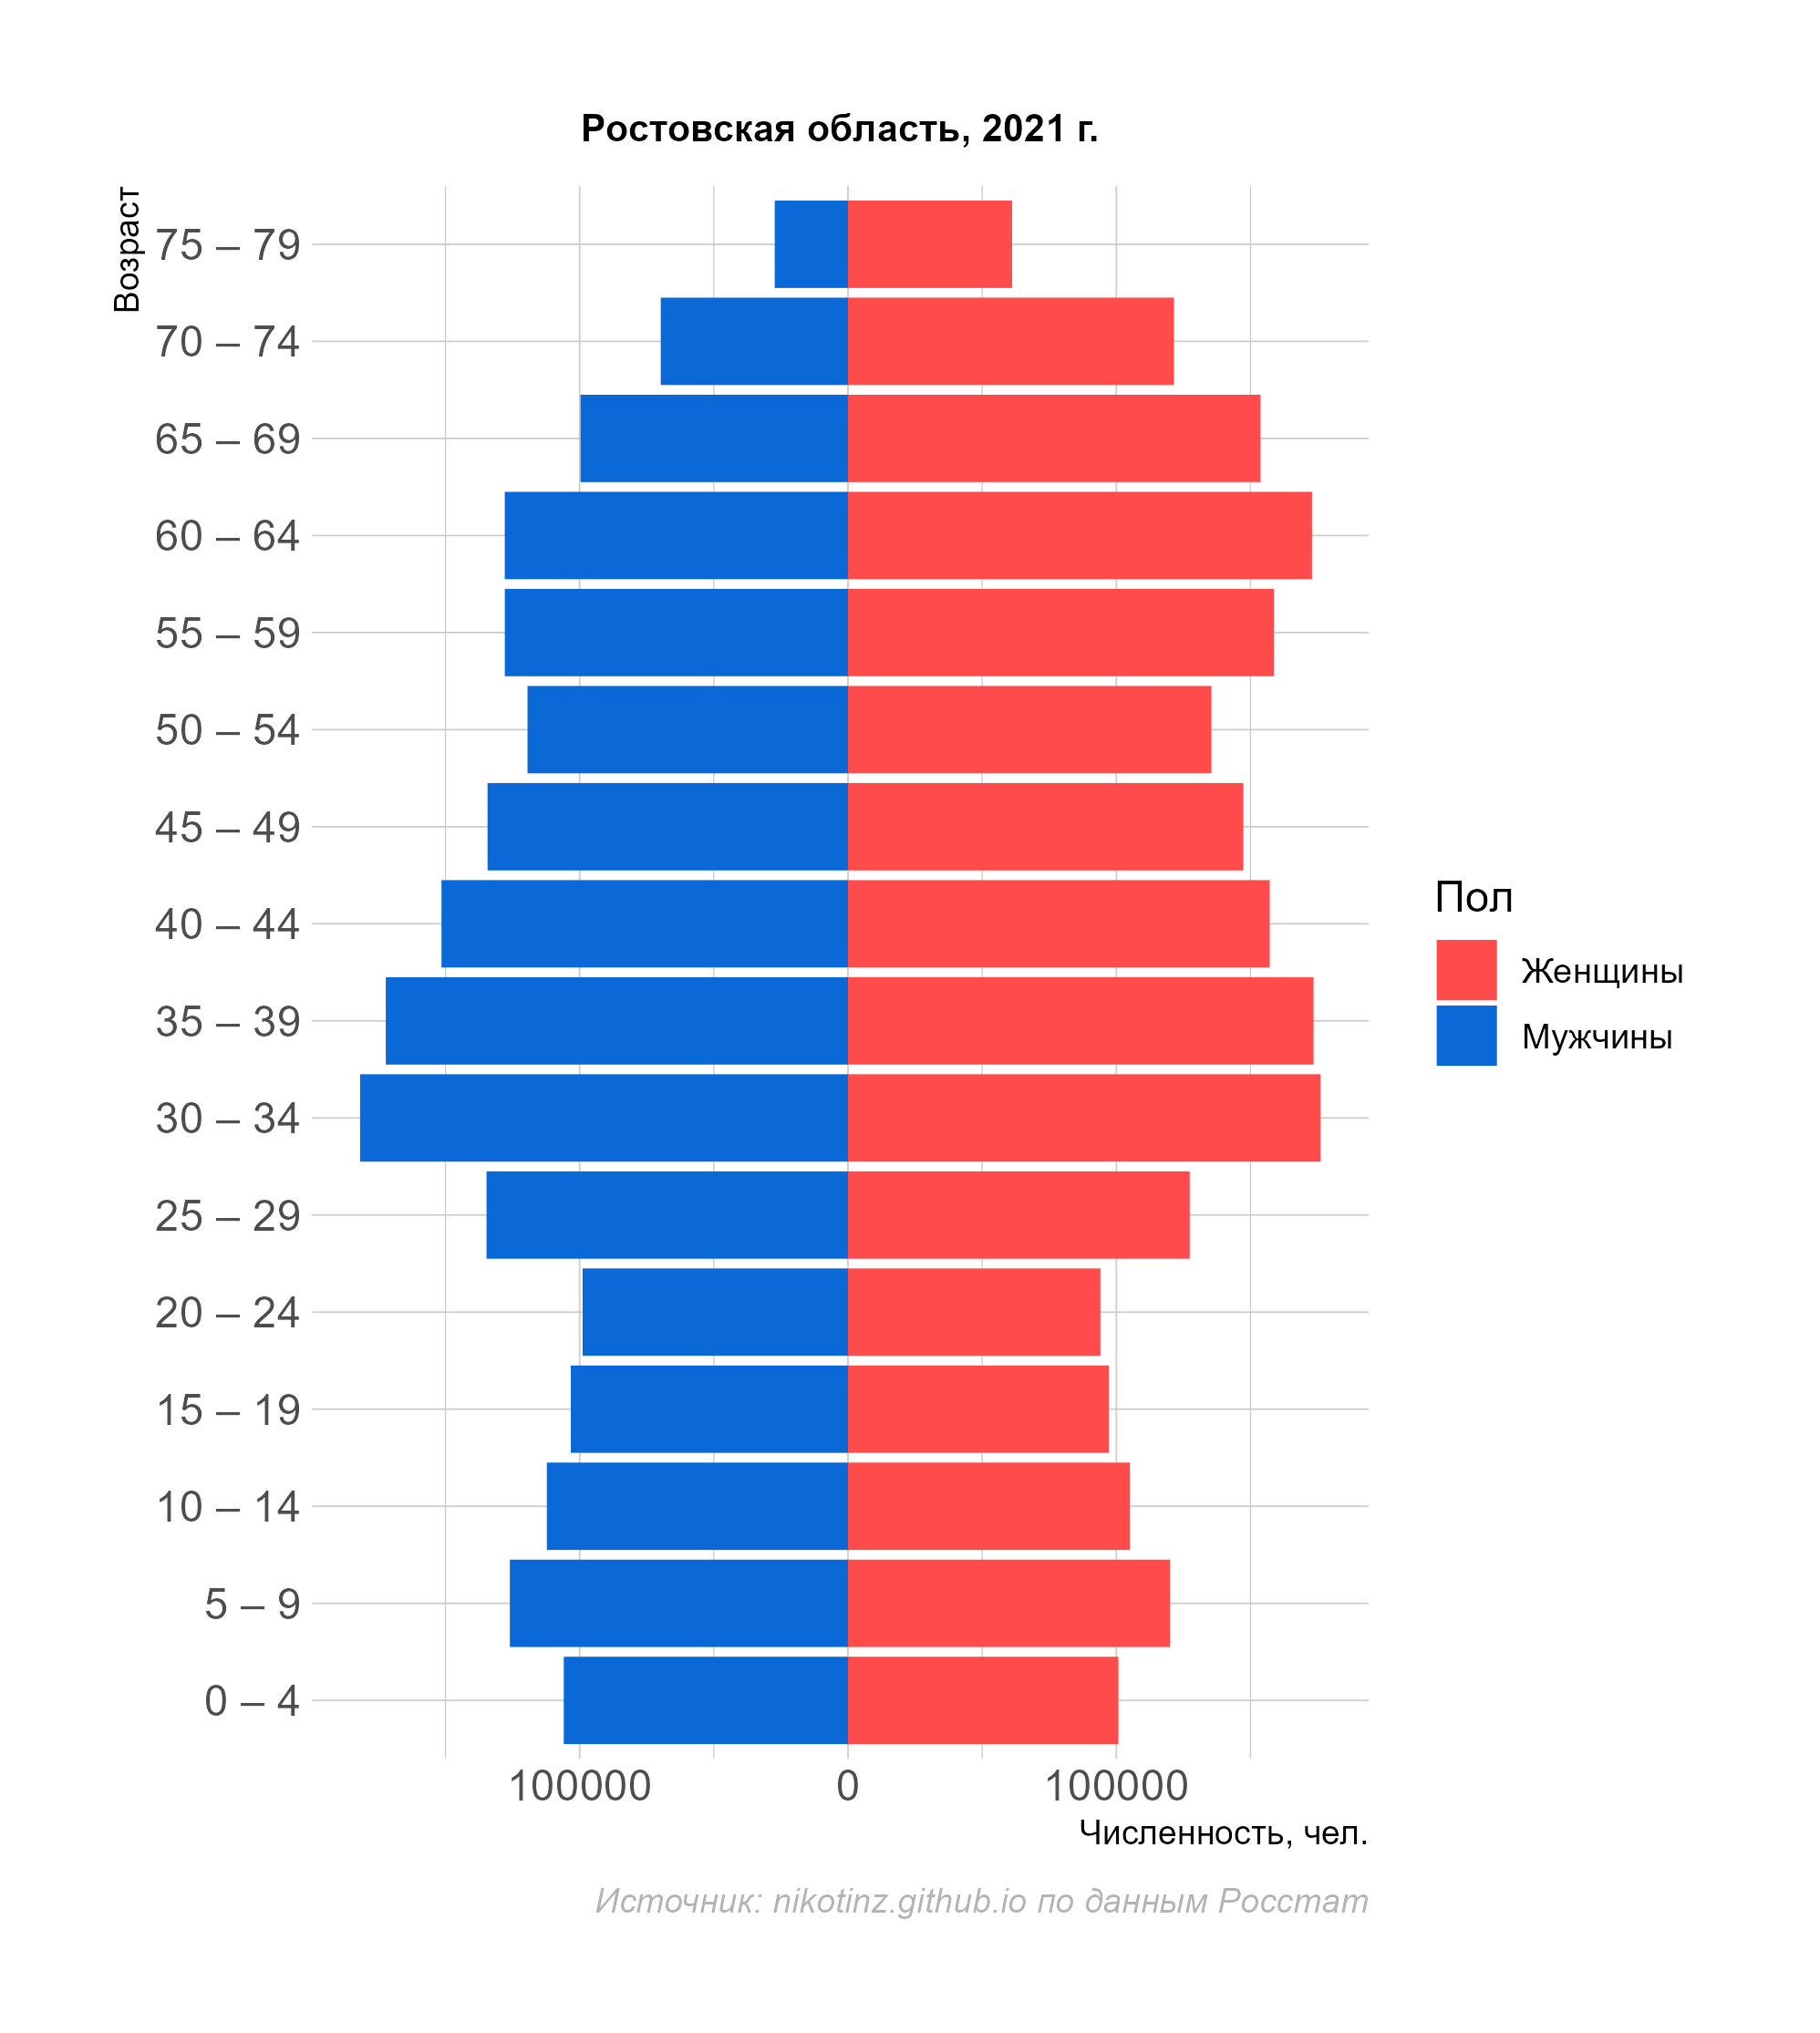 Ростовская область, 2021 г.
Возраст
75 – 79
70 – 74
65 – 69
60 – 64
55 – 59
50 – 54
45 – 49
40 – 44
35 – 39
30 – 34
25 – 29
20 – 24
15 – 19
10 – 14
5 – 9
0 – 4
100000 0 100000
Численность, чел.
Пол
Женщины
Мужчины
Источник: nikotinz.github.io по данным Росстат